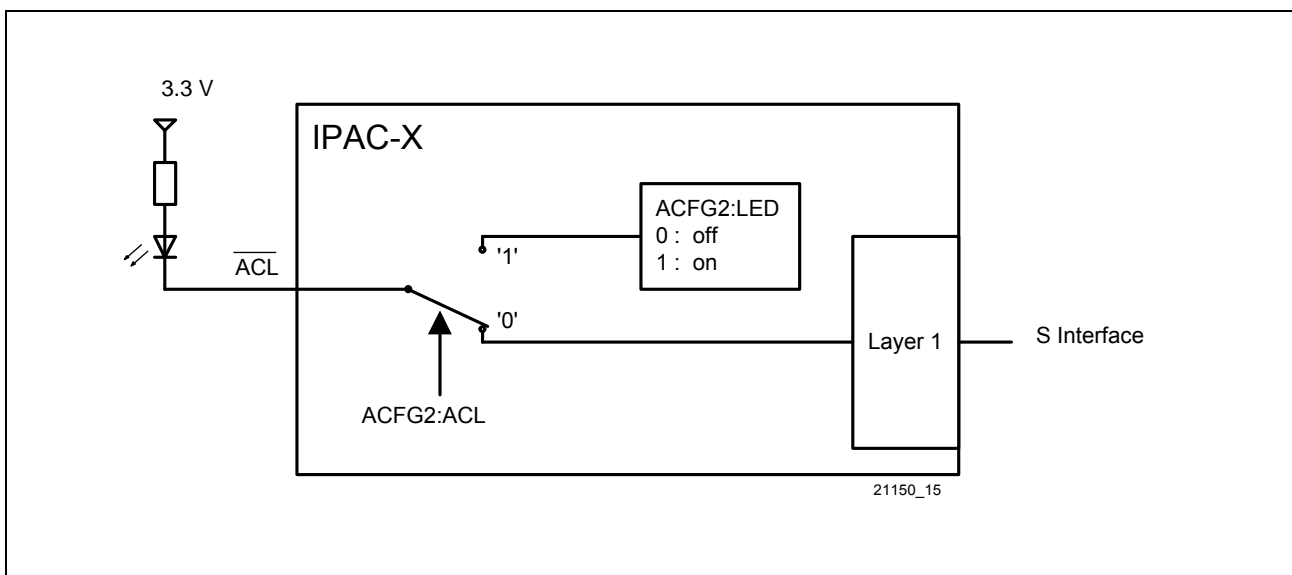 3.3 V
IPAC-X
ACFG2:LED
0 : off
1 : on
ACL
'1'
'0'
Layer 1
S Interface
ACFG2:ACL
21150_15